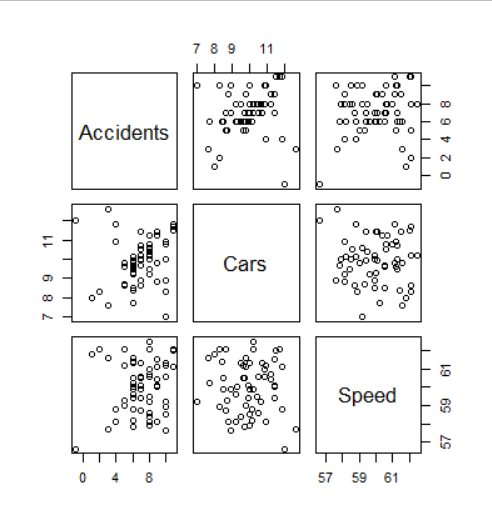 7 8 9 11
Accidents
0 2 4 6 8
Cars
7 8 9 11
Speed
57 59 61
0 4 8
57 59 61